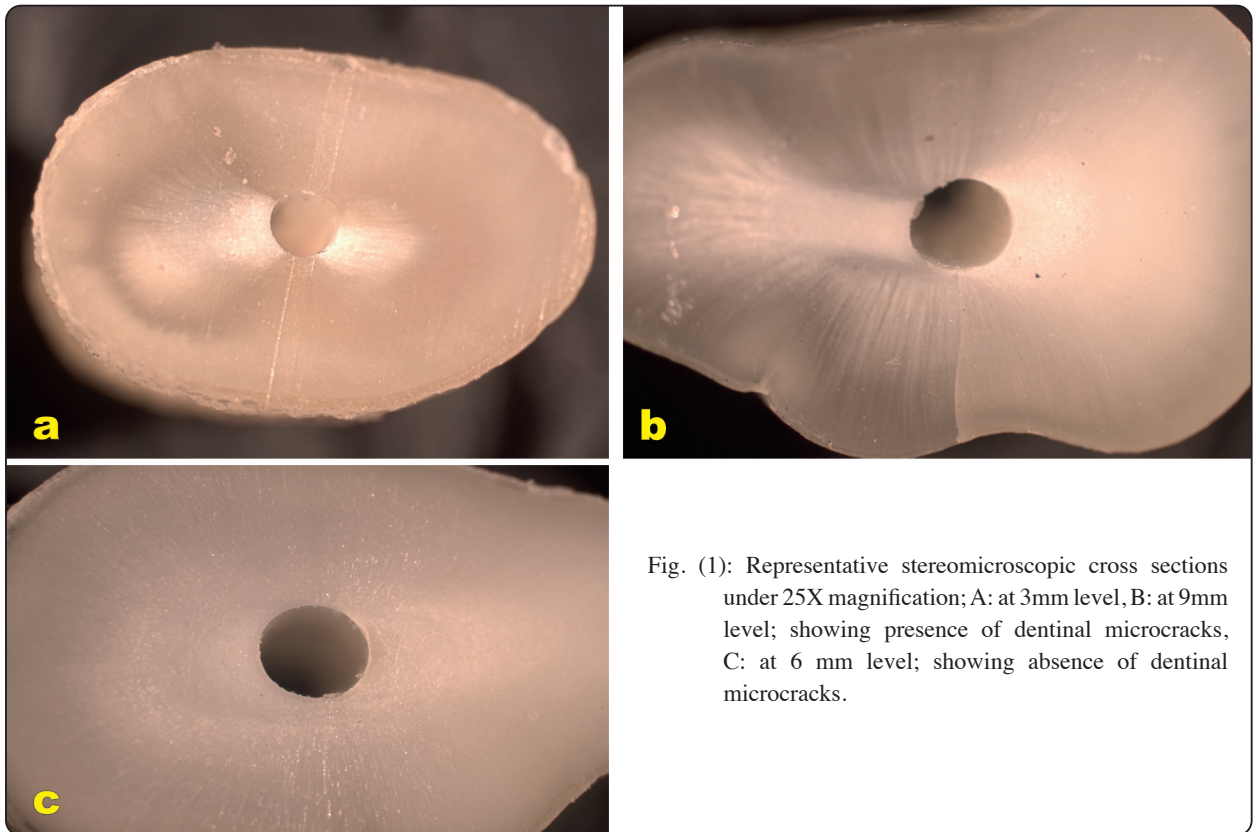 a
b
c
Fig. (1): Representative stereomicroscopic cross sections
under 25X magnification; A: at 3mm level, B: at 9mm
level; showing presence of dentinal microcracks,
C: at 6 mm level; showing absence of dentinal
microcracks.